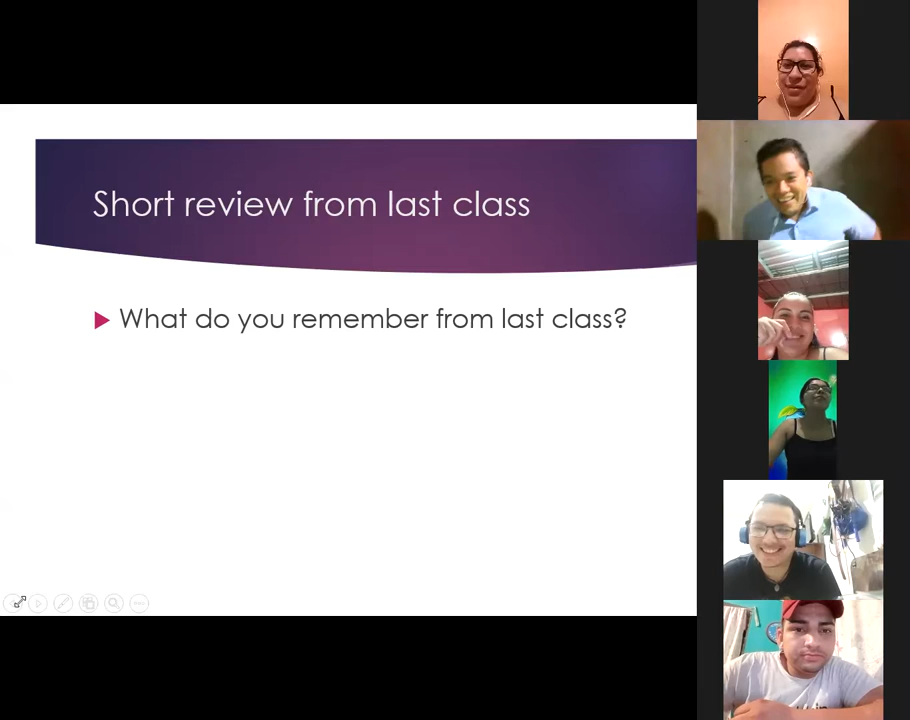 Short review from last class
What do you remember from last class?